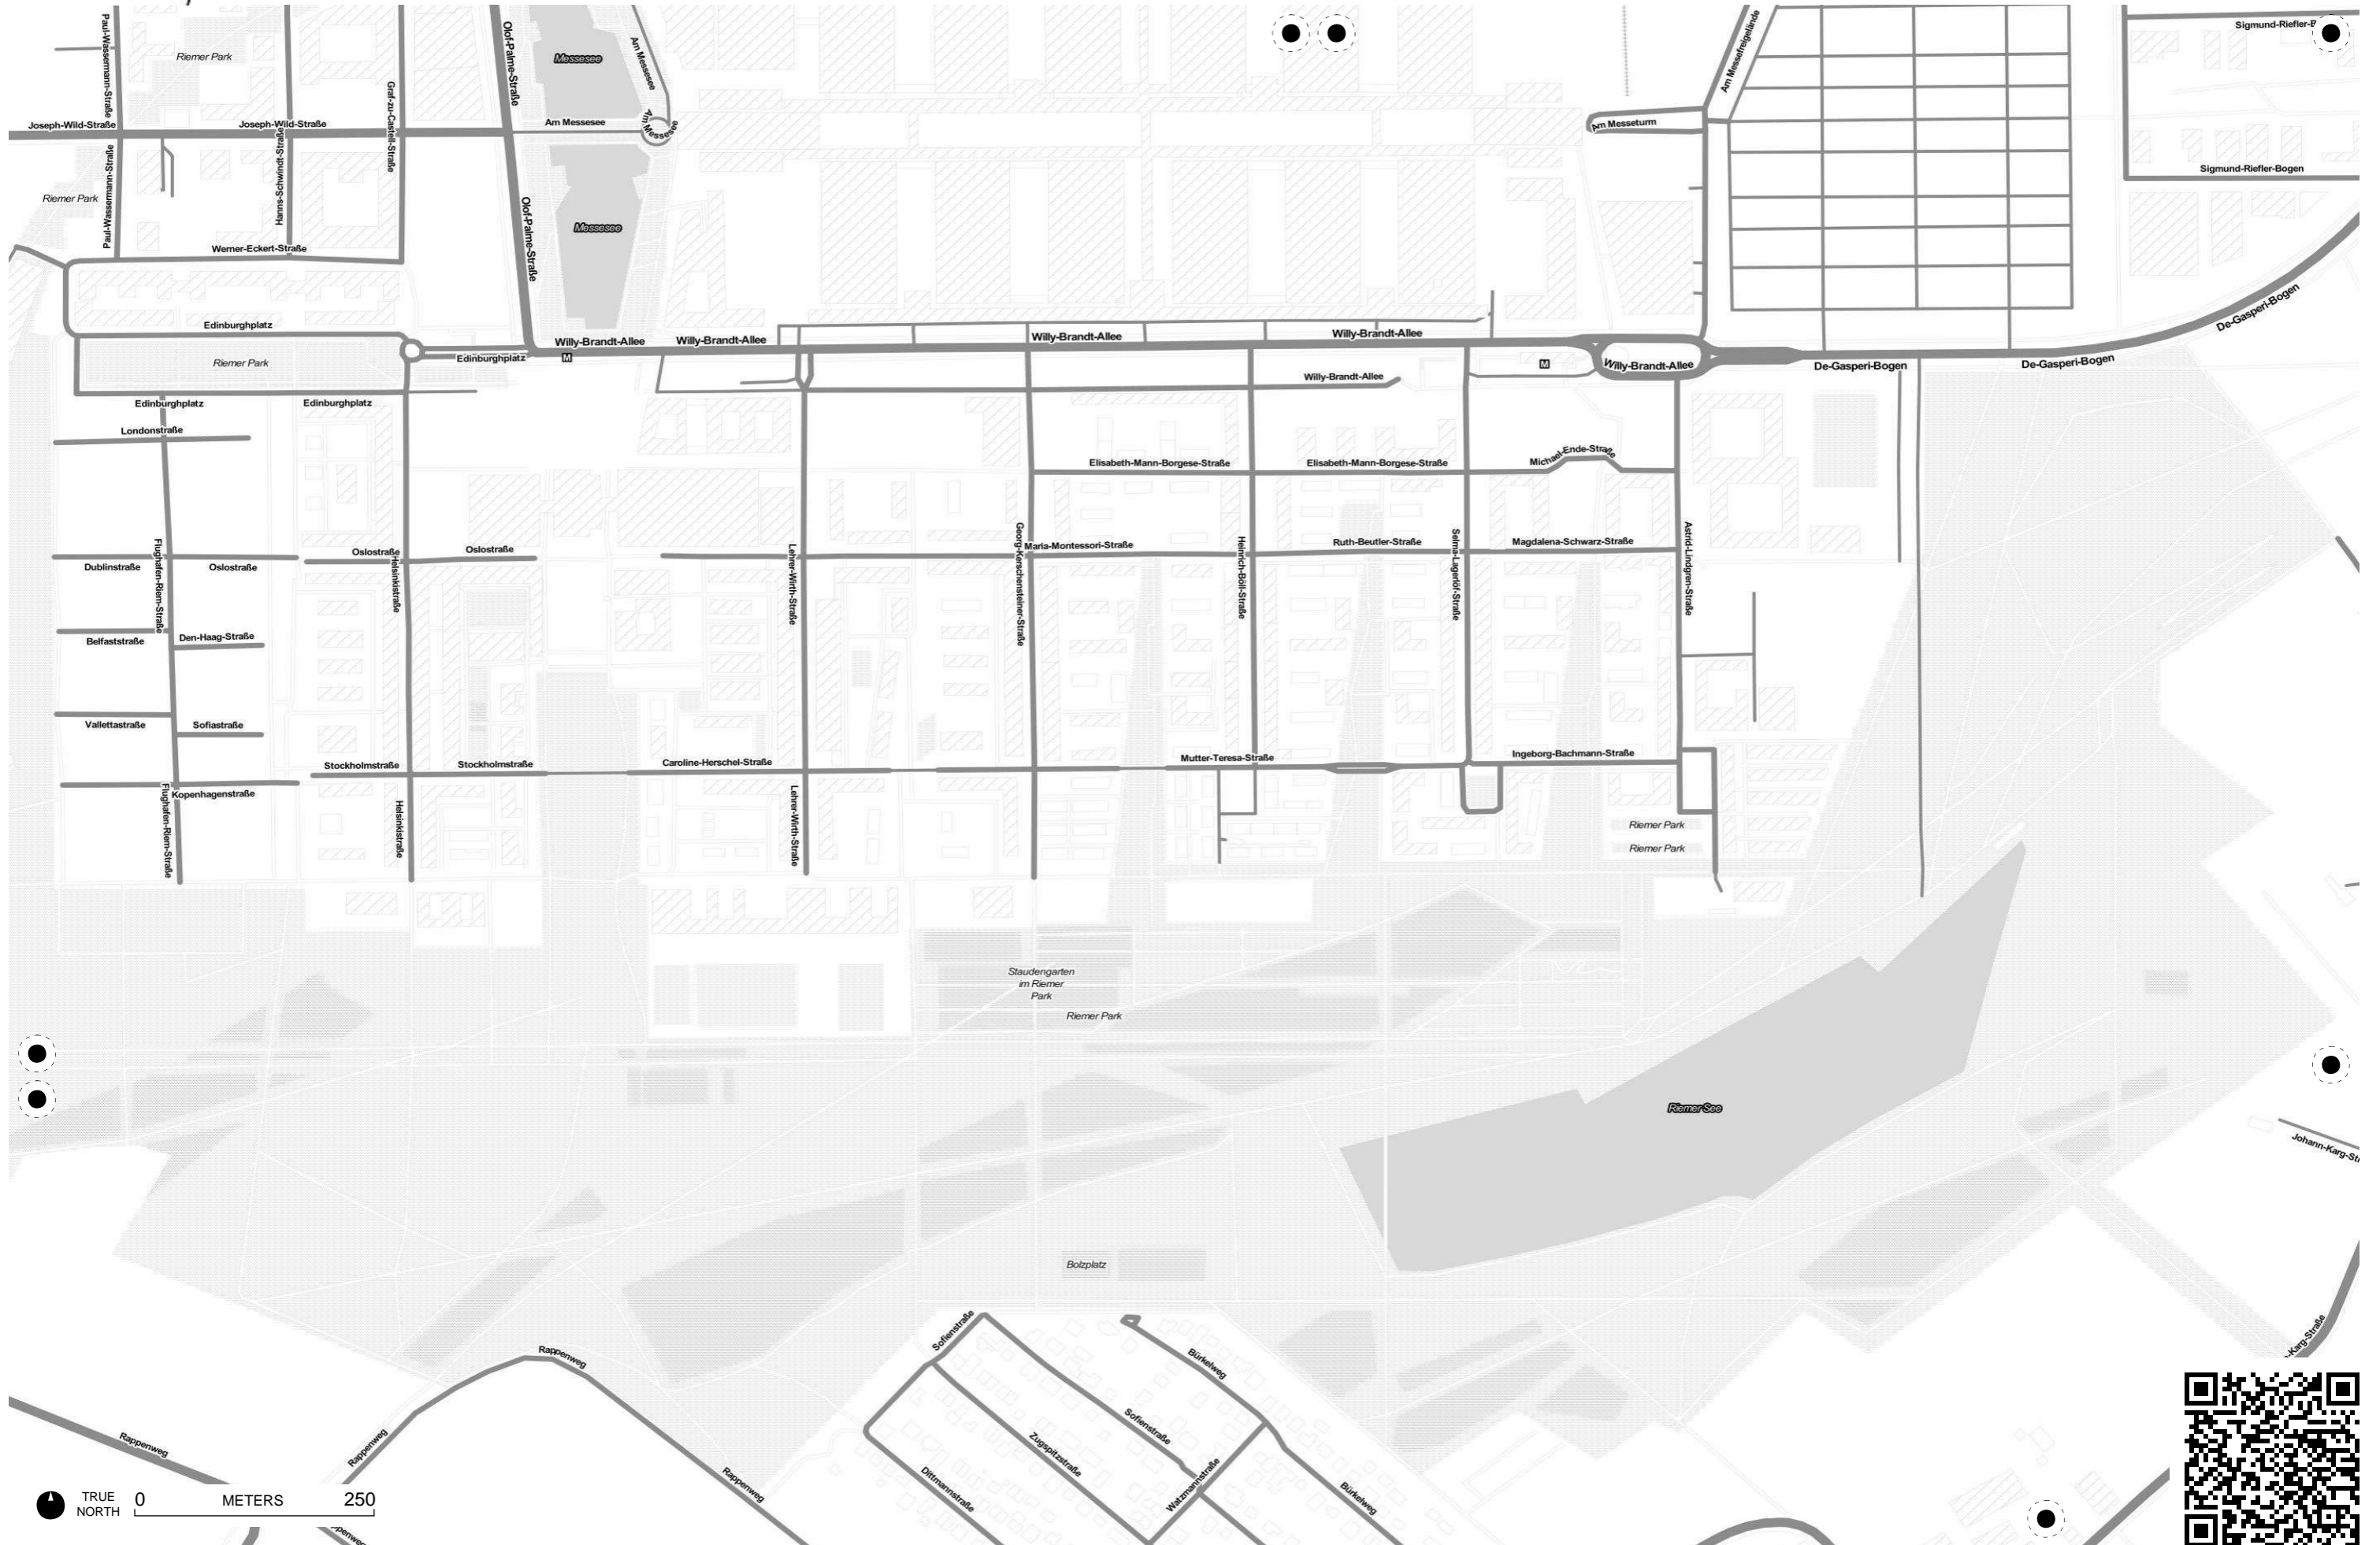 Paul-Wassermann-Straße
Riemer Park
Olof-Palme-Straße
Messesee
Am Messesee
Am Messefreigelände
Graf-zu-Castell-Straße
Joseph-Wild-Straße
Joseph-Wild-Straße
Am Messesee
Am Messesee
Am Messeturm
Sigmund-Riefler-Bogen
Hanns-Schwindt-Straße
Paul-Wassermann-Straße
Riemer Park
Olof-Palme-Straße
Messesee
Werner-Eckert-Straße
Edinburghplatz
Willy-Brandt-Allee
Willy-Brandt-Allee
Willy-Brandt-Allee
Willy-Brandt-Allee
De-Gasperi-Bogen
Riemer Park
Edinburghplatz
M
M
Willy-Brandt-Allee
De-Gasperi-Bogen
De-Gasperi-Bogen
Willy-Brandt-Allee
Edinburghplatz
Edinburghplatz
Londonstraße
Elisabeth-Mann-Borgese-Straße
Elisabeth-Mann-Borgese-Straße
Michael-Ende-Straße
Flughafen-Riem-Straße
Oslostraße
Oslostraße
Helsinkistraße
Lehrer-Wirth-Straße
Georg-Kerschensteiner-Straße
Maria-Montessori-Straße
Heinrich-Böll-Straße
Ruth-Beutler-Straße
Selma-Lagerlöf-Straße
Magdalena-Schwarz-Straße
Astrid-Lindgren-Straße
Dublinstraße
Oslostraße
Belfaststraße
Den-Haag-Straße
Vallettastraße
Sofiastraße
Stockholmstraße
Stockholmstraße
Caroline-Herschel-Straße
Mutter-Teresa-Straße
Ingeborg-Bachmann-Straße
Kopenhagenstraße
Flughafen-Riem-Straße
Helsinkistraße
Lehrer-Wirth-Straße
Riemer Park
Riemer Park
Staudengarten
im Riemer
Park
Riemer Park
Riemer See
Bolzplatz
Sofienstraße
Rappenweg
Bürkelweg
Rappenweg
Rappenweg
Rappenweg
Sofienstraße
Zugspitzstraße
Dittmannstraße
Watzmannstraße
Bürkelweg
TRUE
NORTH
0 METERS 250